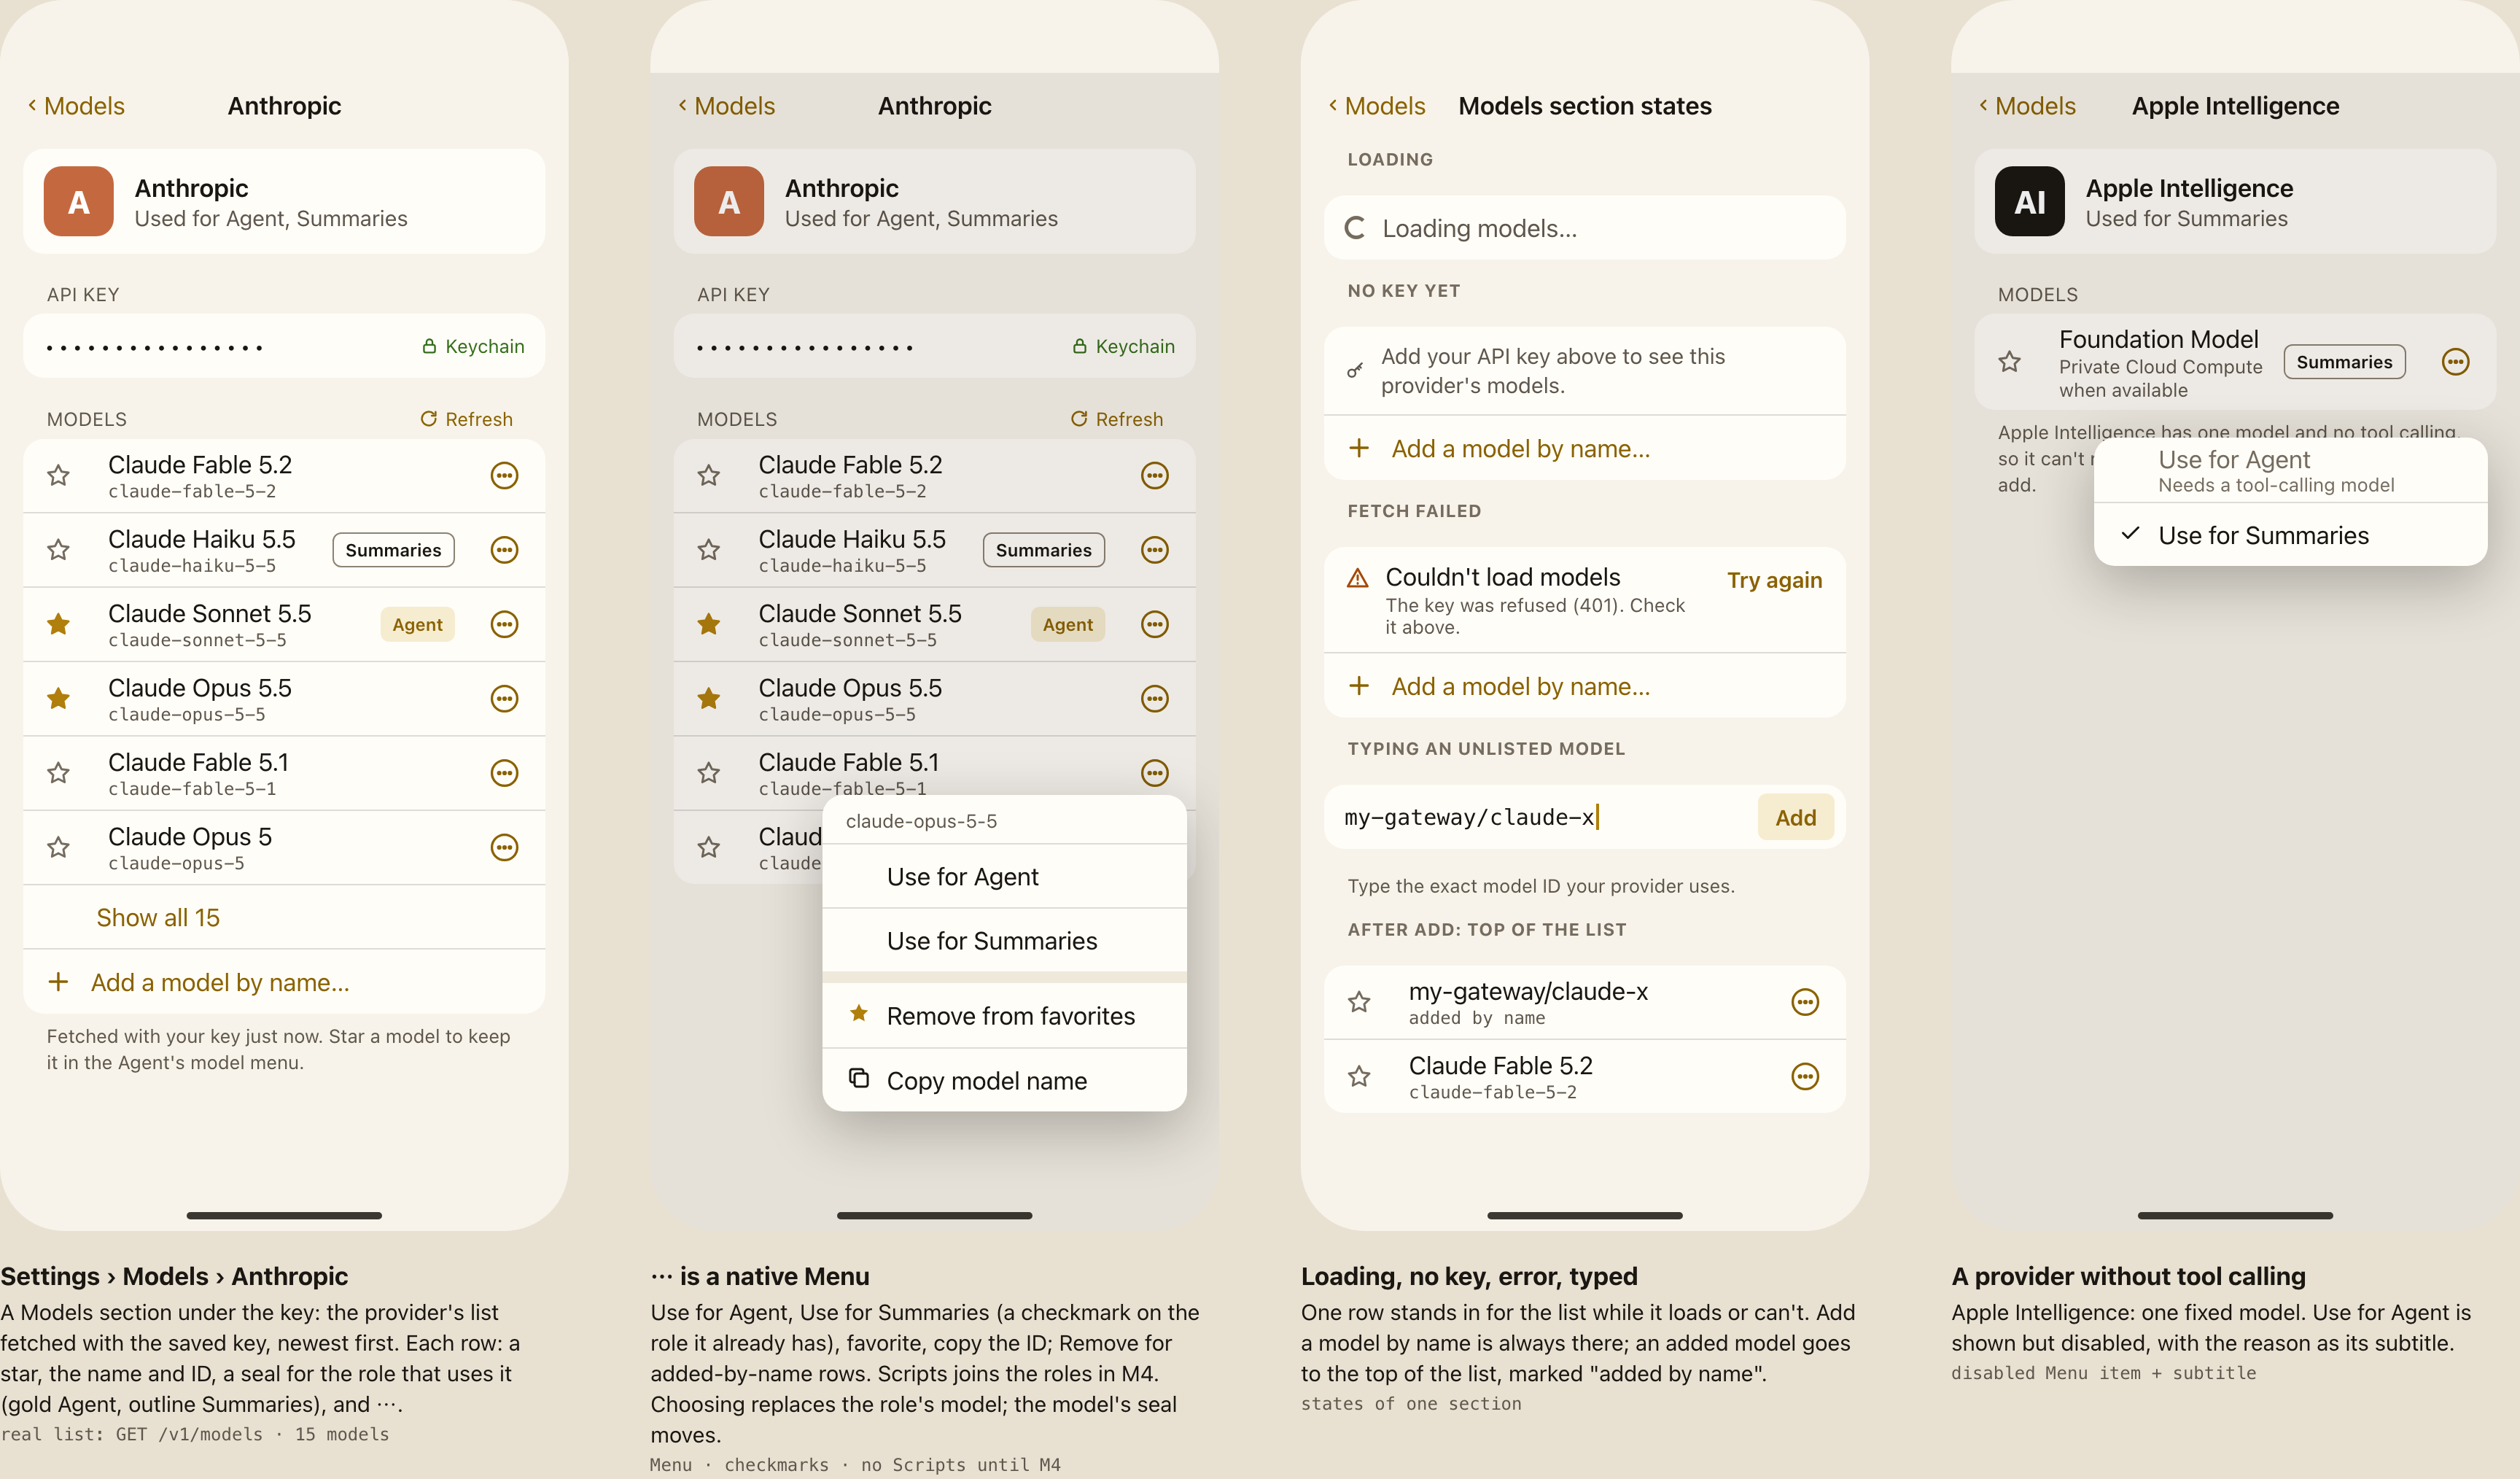 Models
Anthropic
A
Anthropic
Used for Agent, Summaries
API KEY
Keychain
MODELS
Refresh
Claude Fable 5.2
claude-fable-5-2
Claude Haiku 5.5
claude-haiku-5-5
Summaries
Claude Sonnet 5.5
claude-sonnet-5-5
Agent
Claude Opus 5.5
claude-opus-5-5
Claude Fable 5.1
claude-fable-5-1
Claude Opus 5
claude-opus-5
Show all 15
Add a model by name...
Fetched with your key just now. Star a model to keep
it in the Agent's model menu.
Settings › Models › Anthropic
A Models section under the key: the provider's list
fetched with the saved key, newest first. Each row: a
star, the name and ID, a seal for the role that uses it
(gold Agent, outline Summaries), and ···.
real list: GET /v1/models · 15 models
Models
Anthropic
A
Anthropic
Used for Agent, Summaries
API KEY
Keychain
MODELS
Refresh
Claude Fable 5.2
claude-fable-5-2
Claude Haiku 5.5
claude-haiku-5-5
Summaries
Claude Sonnet 5.5
claude-sonnet-5-5
Agent
Claude Opus 5.5
claude-opus-5-5
Claude Fable 5.1
claude-fable-5-1
Claud
claude
claude-opus-5-5
Use for Agent
Use for Summaries
Remove from favorites
Copy model name
··· is a native Menu
Use for Agent, Use for Summaries (a checkmark on the
role it already has), favorite, copy the ID; Remove for
added-by-name rows. Scripts joins the roles in M4.
Choosing replaces the role's model; the model's seal
moves.
Menu · checkmarks · no Scripts until M4
Models
Models section states
LOADING
Loading models...
NO KEY YET
Add your API key above to see this
provider's models.
Add a model by name...
FETCH FAILED
Couldn't load models
Try again
The key was refused (401). Check
it above.
Add a model by name...
TYPING AN UNLISTED MODEL
my-gateway/claude-x
Add
Type the exact model ID your provider uses.
AFTER ADD: TOP OF THE LIST
my-gateway/claude-x
added by name
Claude Fable 5.2
claude-fable-5-2
Loading, no key, error, typed
One row stands in for the list while it loads or can't. Add
a model by name is always there; an added model goes
to the top of the list, marked "added by name".
states of one section
Models
Apple Intelligence
AI
Apple Intelligence
Used for Summaries
MODELS
Foundation Model
Private Cloud Compute
when available
Summaries
Apple Intelligence has one model and no tool calling,
so it can't
add.
Use for Agent
Needs a tool-calling model
Use for Summaries
A provider without tool calling
Apple Intelligence: one fixed model. Use for Agent is
shown but disabled, with the reason as its subtitle.
disabled Menu item + subtitle